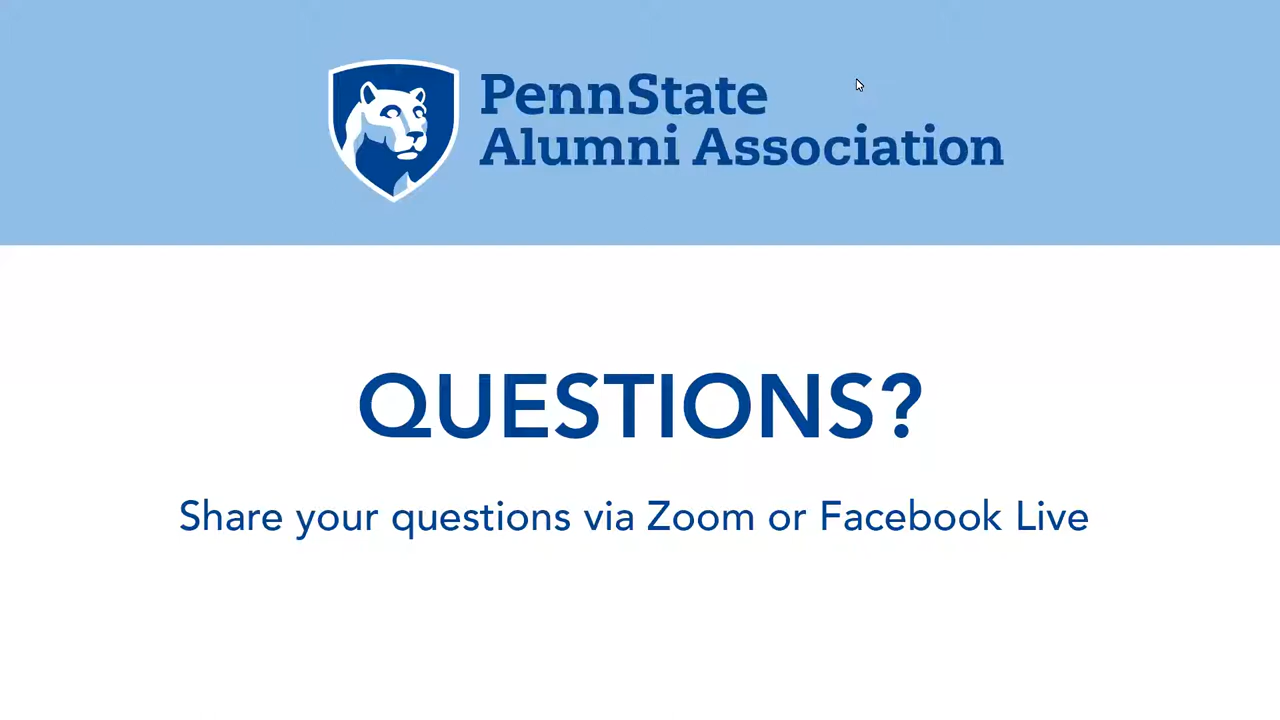 PennState
Alumni Association
QUESTIONS?
Share your questions via Zoom or Facebook Live